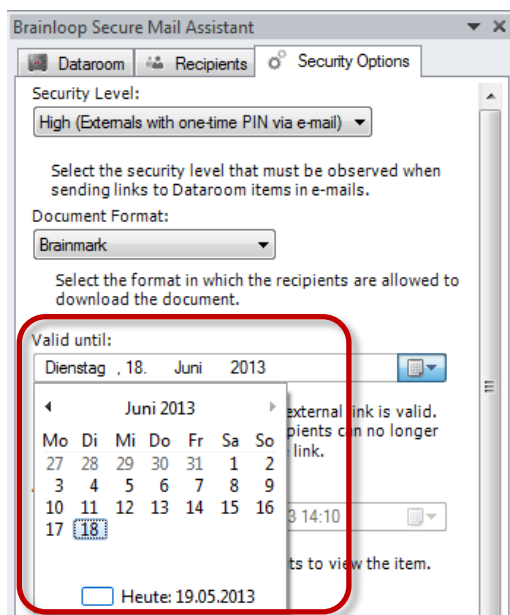 Brainloop Secure Mail Assistant
Dataroom Recipients Security Options
Security Level:
High (Externals with one-time PIN via e-mail)
Select the security level that must be observed when
sending links to Dataroom items in e-mails.
Document Format:
Brainmark
Select the format in which the recipients are allowed to
download the document.
Valid until:
Dienstag , 18. Juni 2013
Juni 2013
external link is valid.
can no longer
link.
Mo Di Mi Do Fr Sa So
27 28 29 30 31 1 2
3 4 5 6 7 8 9
10 11 12 13 14 15 16
17 18
14:10
to view the item.
Heute: 19.05.2013